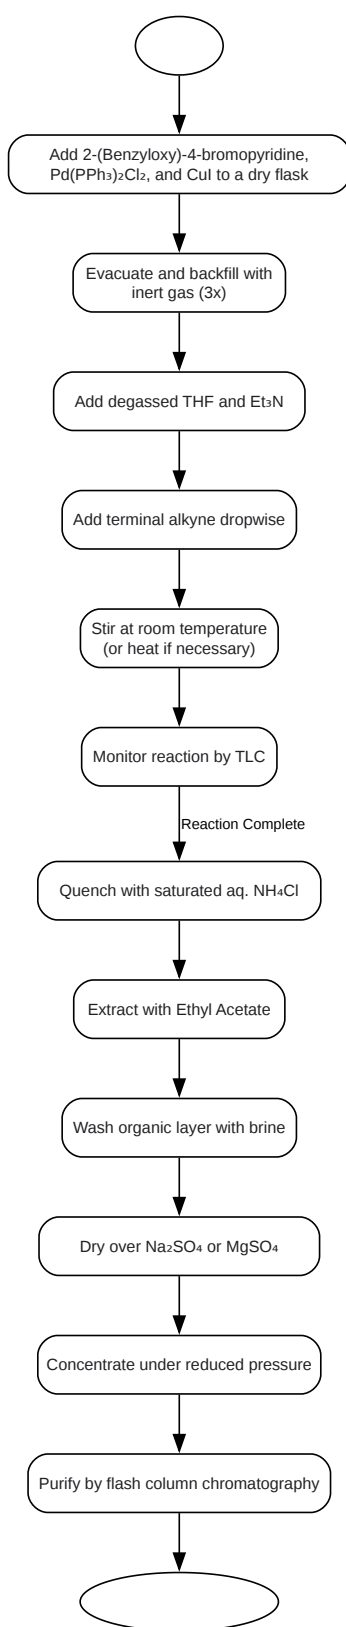 Add 2-(Benzyloxy)-4-bromopyridine,
Pd(PPh₃)₂Cl₂, and CuI to a dry flask
Evacuate and backfill with
inert gas (3x)
Add degassed THF and Et₃N
Add terminal alkyne dropwise
Stir at room temperature
(or heat if necessary)
Monitor reaction by TLC
Reaction Complete
Quench with saturated aq. NH₄Cl
Extract with Ethyl Acetate
Wash organic layer with brine
Dry over Na₂SO₄ or MgSO₄
Concentrate under reduced pressure
Purify by flash column chromatography